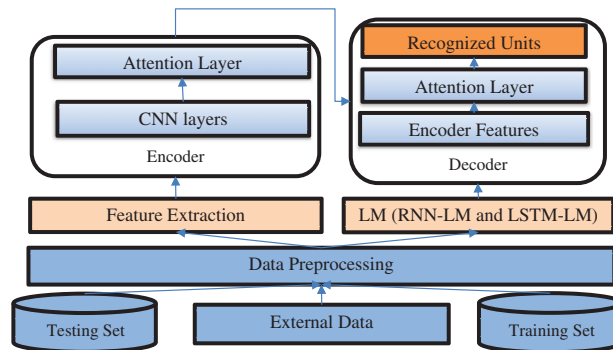 Recognized Units
Attention Layer
Attention Layer
CNN layers
Encoder Features
Encoder
Decoder
Feature Extraction
LM (RNN-LM and LSTM-LM)
Data Preprocessing
Testing Set
External Data
Training Set